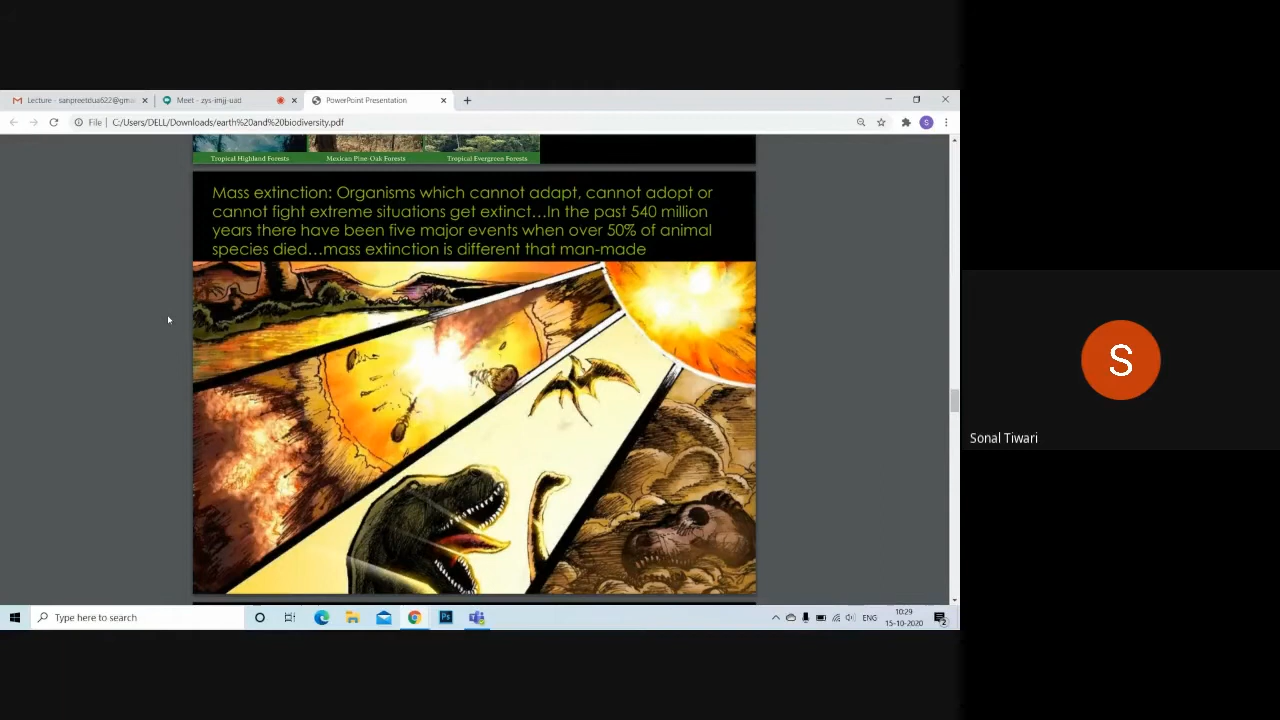 Lecture - sanpreetdua622@gma
Meet - zys-imjj-uad
PowerPoint Presentation
File
C:/Users/DELL/Downloads/earth%20and%20biodiversity.pdf
S
Tropical Highland Forests
Mexican Pine-Oak Forests
Tropical Evergreen Forests
Mass extinction: Organisms which cannot adapt, cannot adopt or
cannot fight extreme situations get extinct...In the past 540 million
years there have been five major events when over 50% of animal
species died...mass extinction is different that man-made
S
Sonal Tiwari
Type here to search
Ps
ENG
10:29
15-10-2020
2